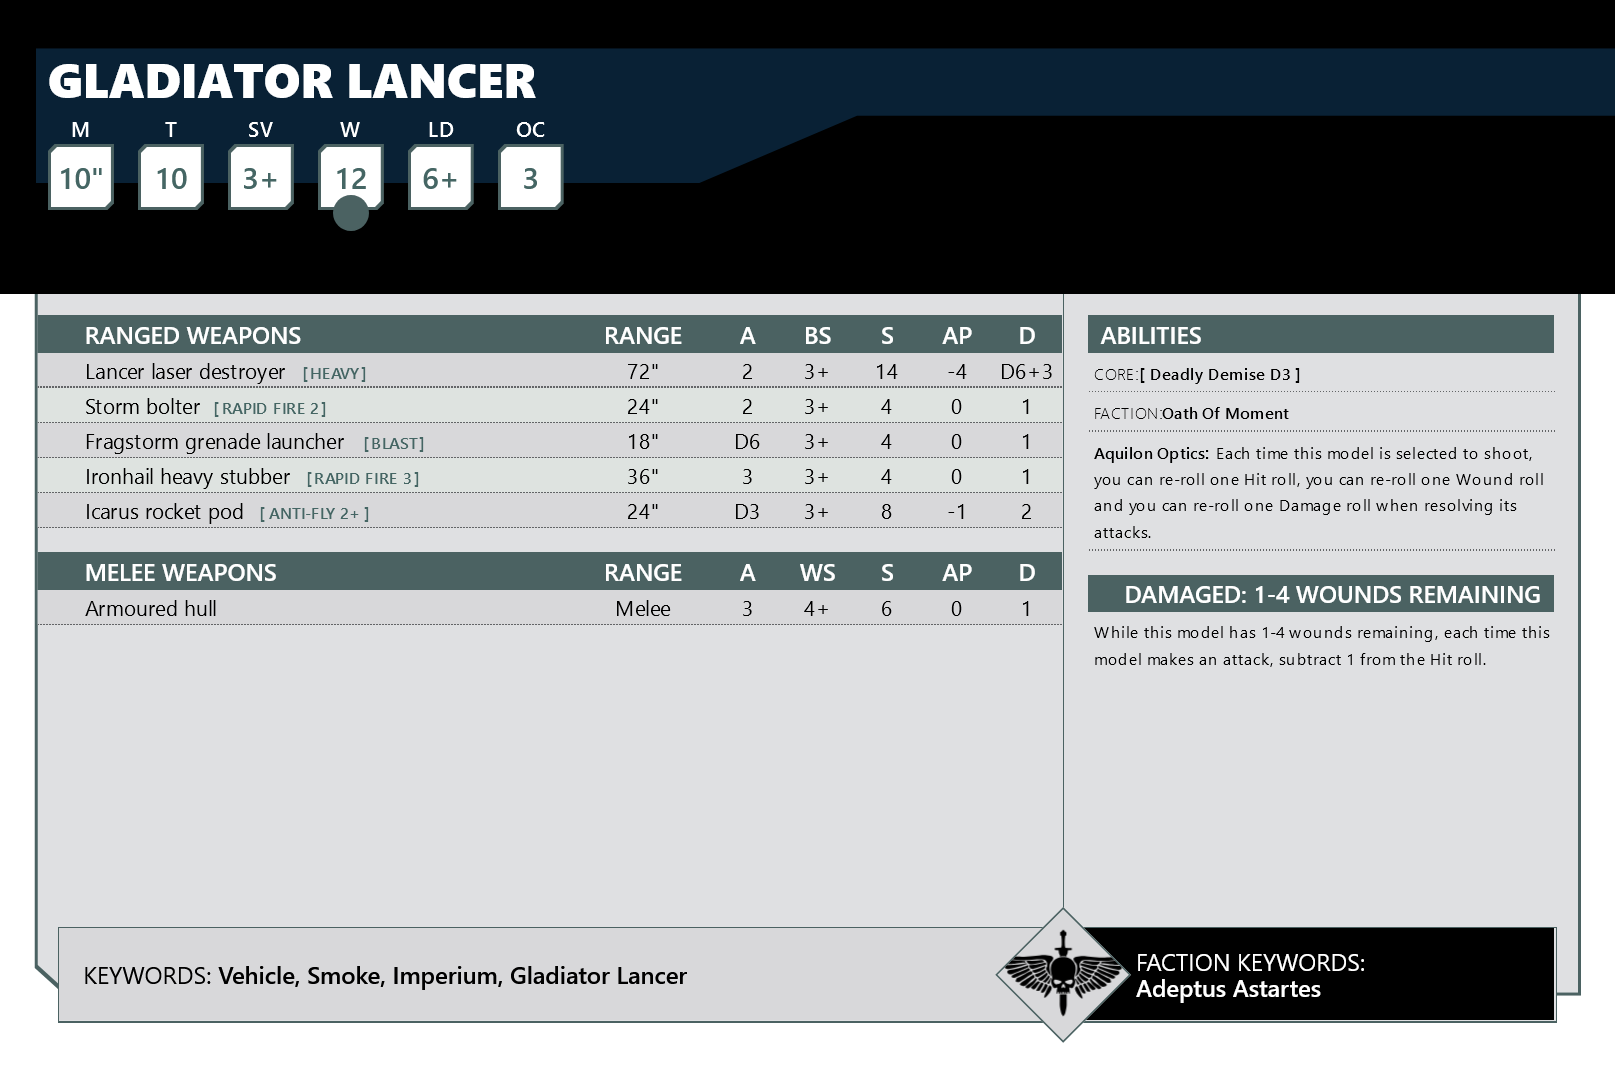 GLADIATOR LANCER
M T SV W LD OC
10" 10 3+ 12 6+ 3
RANGED WEAPONS RANGE A BS S AP D
Lancer laser destroyer [HEAVY] 72" 2 3+ 14 -4 D6+3
Storm bolter [RAPID FIRE 2] 24" 2 3+ 4 0 1
Fragstorm grenade launcher [BLAST] 18" D6 3+ 4 0 1
Ironhail heavy stubber [RAPID FIRE 3] 36" 3 3+ 4 0 1
Icarus rocket pod [ANTI-FLY 2+] 24" D3 3+ 8 -1 2
MELEE WEAPONS RANGE A WS S AP D
Armoured hull Melee 3 4+ 6 0 1
ABILITIES
CORE:[ Deadly Demise D3 ]
FACTION:Oath Of Moment
Aquilon Optics: Each time this model is selected to shoot,
you can re-roll one Hit roll, you can re-roll one Wound roll
and you can re-roll one Damage roll when resolving its
attacks.
DAMAGED: 1-4 WOUNDS REMAINING
While this model has 1-4 wounds remaining, each time this
model makes an attack, subtract 1 from the Hit roll.
KEYWORDS: Vehicle, Smoke, Imperium, Gladiator Lancer
FACTION KEYWORDS:
Adeptus Astartes